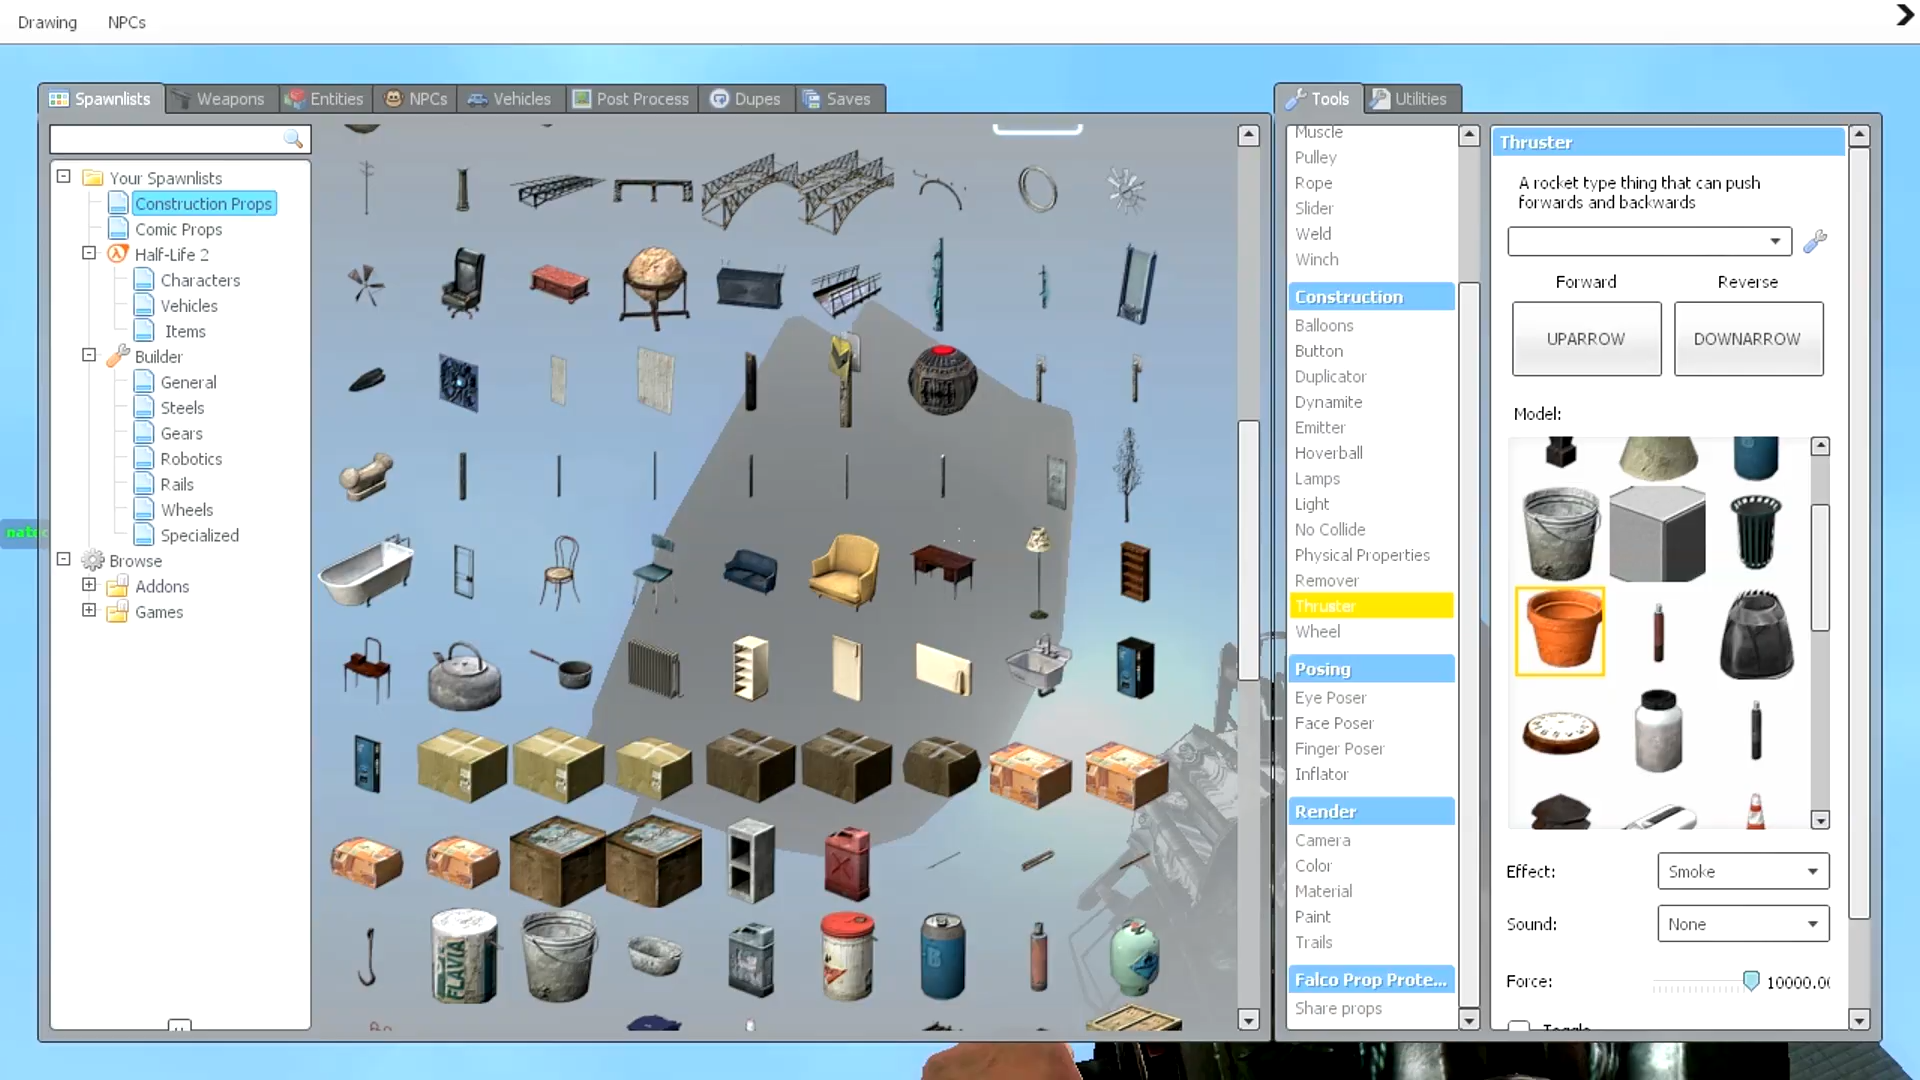 Drawing NPCs
Spawnlists Weapons Entities NPCs Vehicles Post Process Dupes Saves
Your Spawnlists
Construction Props
Comic Props
Half-Life 2
Characters
Vehicles
Items
Builder
General
Steels
Gears
Robotics
Rails
Wheels
Specialized
Browse
Addons
Games
FLAVIA
Tools Utilities
Muscle
Pulley
Rope
Slider
Weld
Winch
Construction
Balloons
Button
Duplicator
Dynamite
Emitter
Hoverball
Lamps
Light
No Collide
Physical Properties
Remover
Thruster
Wheel
Posing
Eye Poser
Face Poser
Finger Poser
Inflator
Render
Camera
Color
Material
Paint
Trails
Falco Prop Prote...
Share props
Thruster
A rocket type thing that can push
forwards and backwards
Forward Reverse
UPARROW DOWNARROW
Model:
Effect: Smoke
Sound: None
Force: 10000.0
Toggle